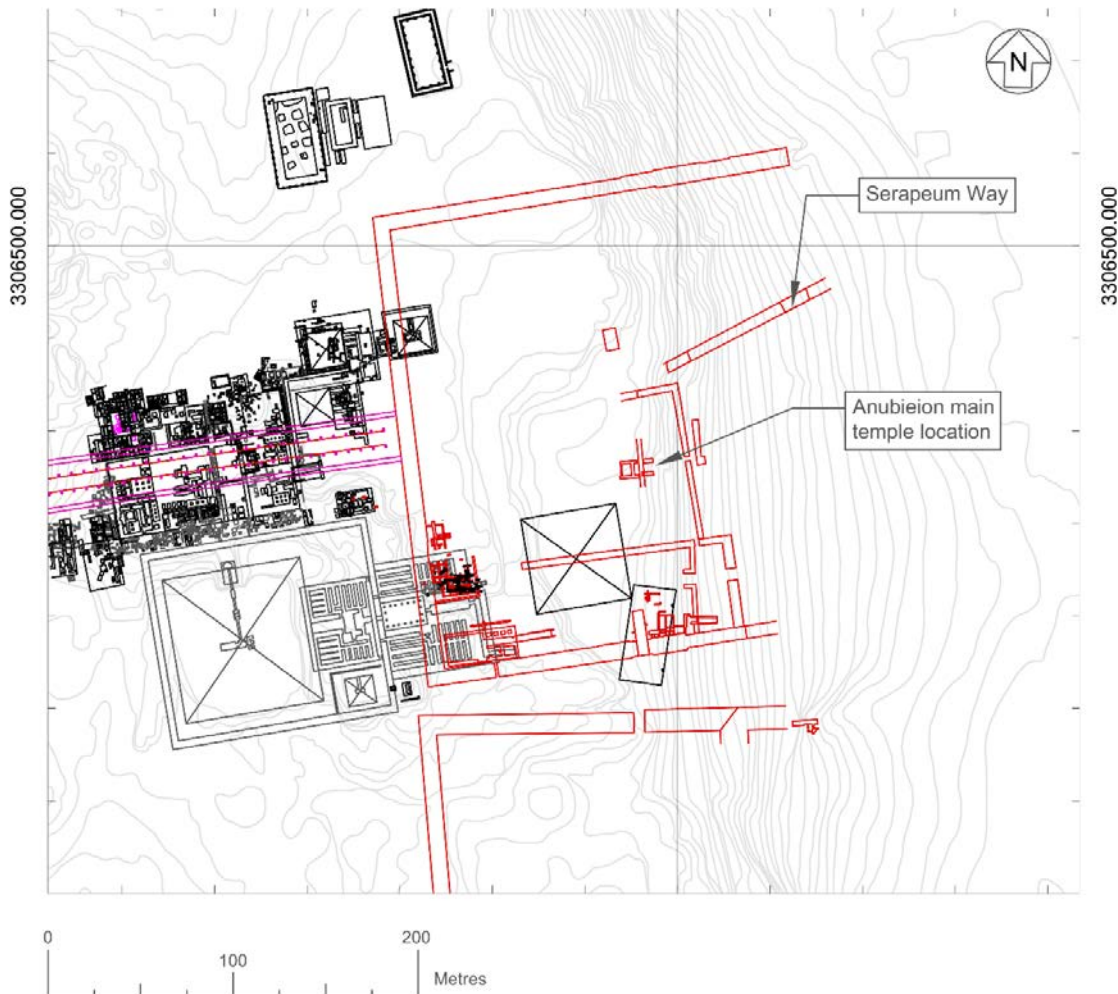 N
Serapeum Way
3306500.000
3306500.000
Anubieion main
temple location
0
200
100
Metres